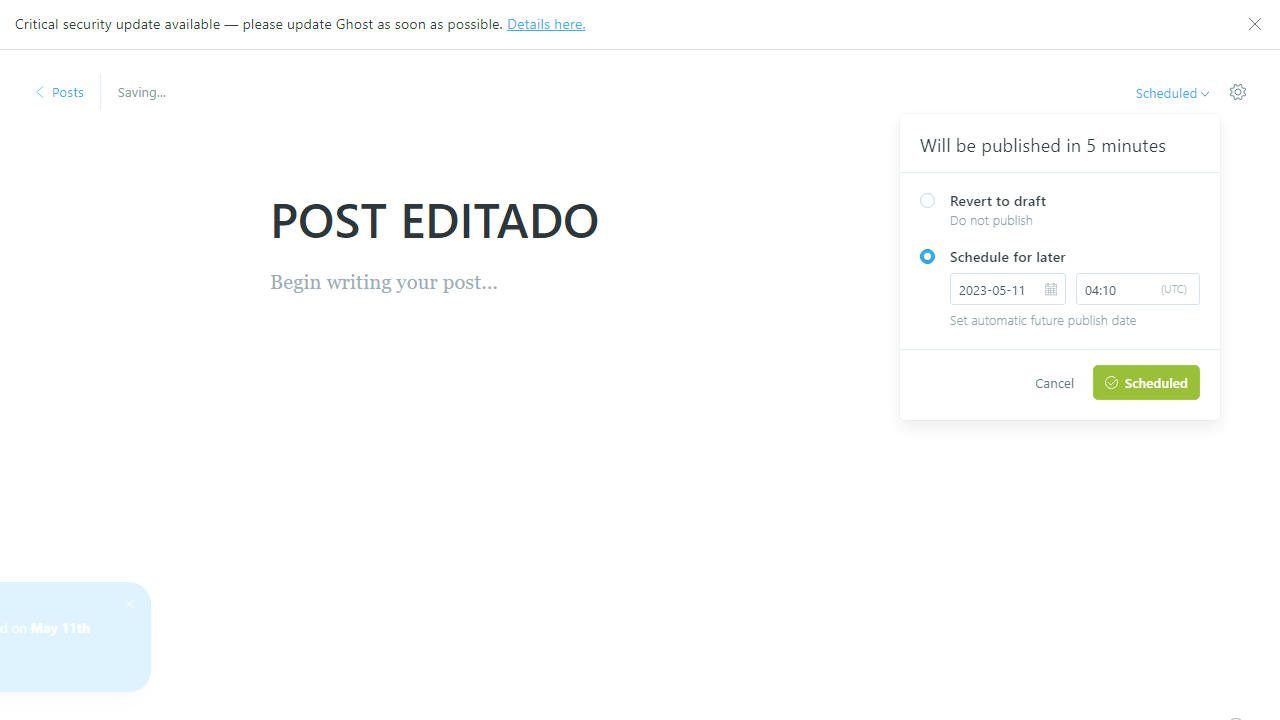 Critical security update available — please update Ghost as soon as possible. Details here.
Posts
Saving...
Scheduled
Will be published in 5 minutes
POST EDITADO
Revert to draft
Do not publish
Begin writing your post...
Schedule for later
2023-05-11
04:10
(UTC)
Set automatic future publish date
Cancel
Scheduled
d on May 11th